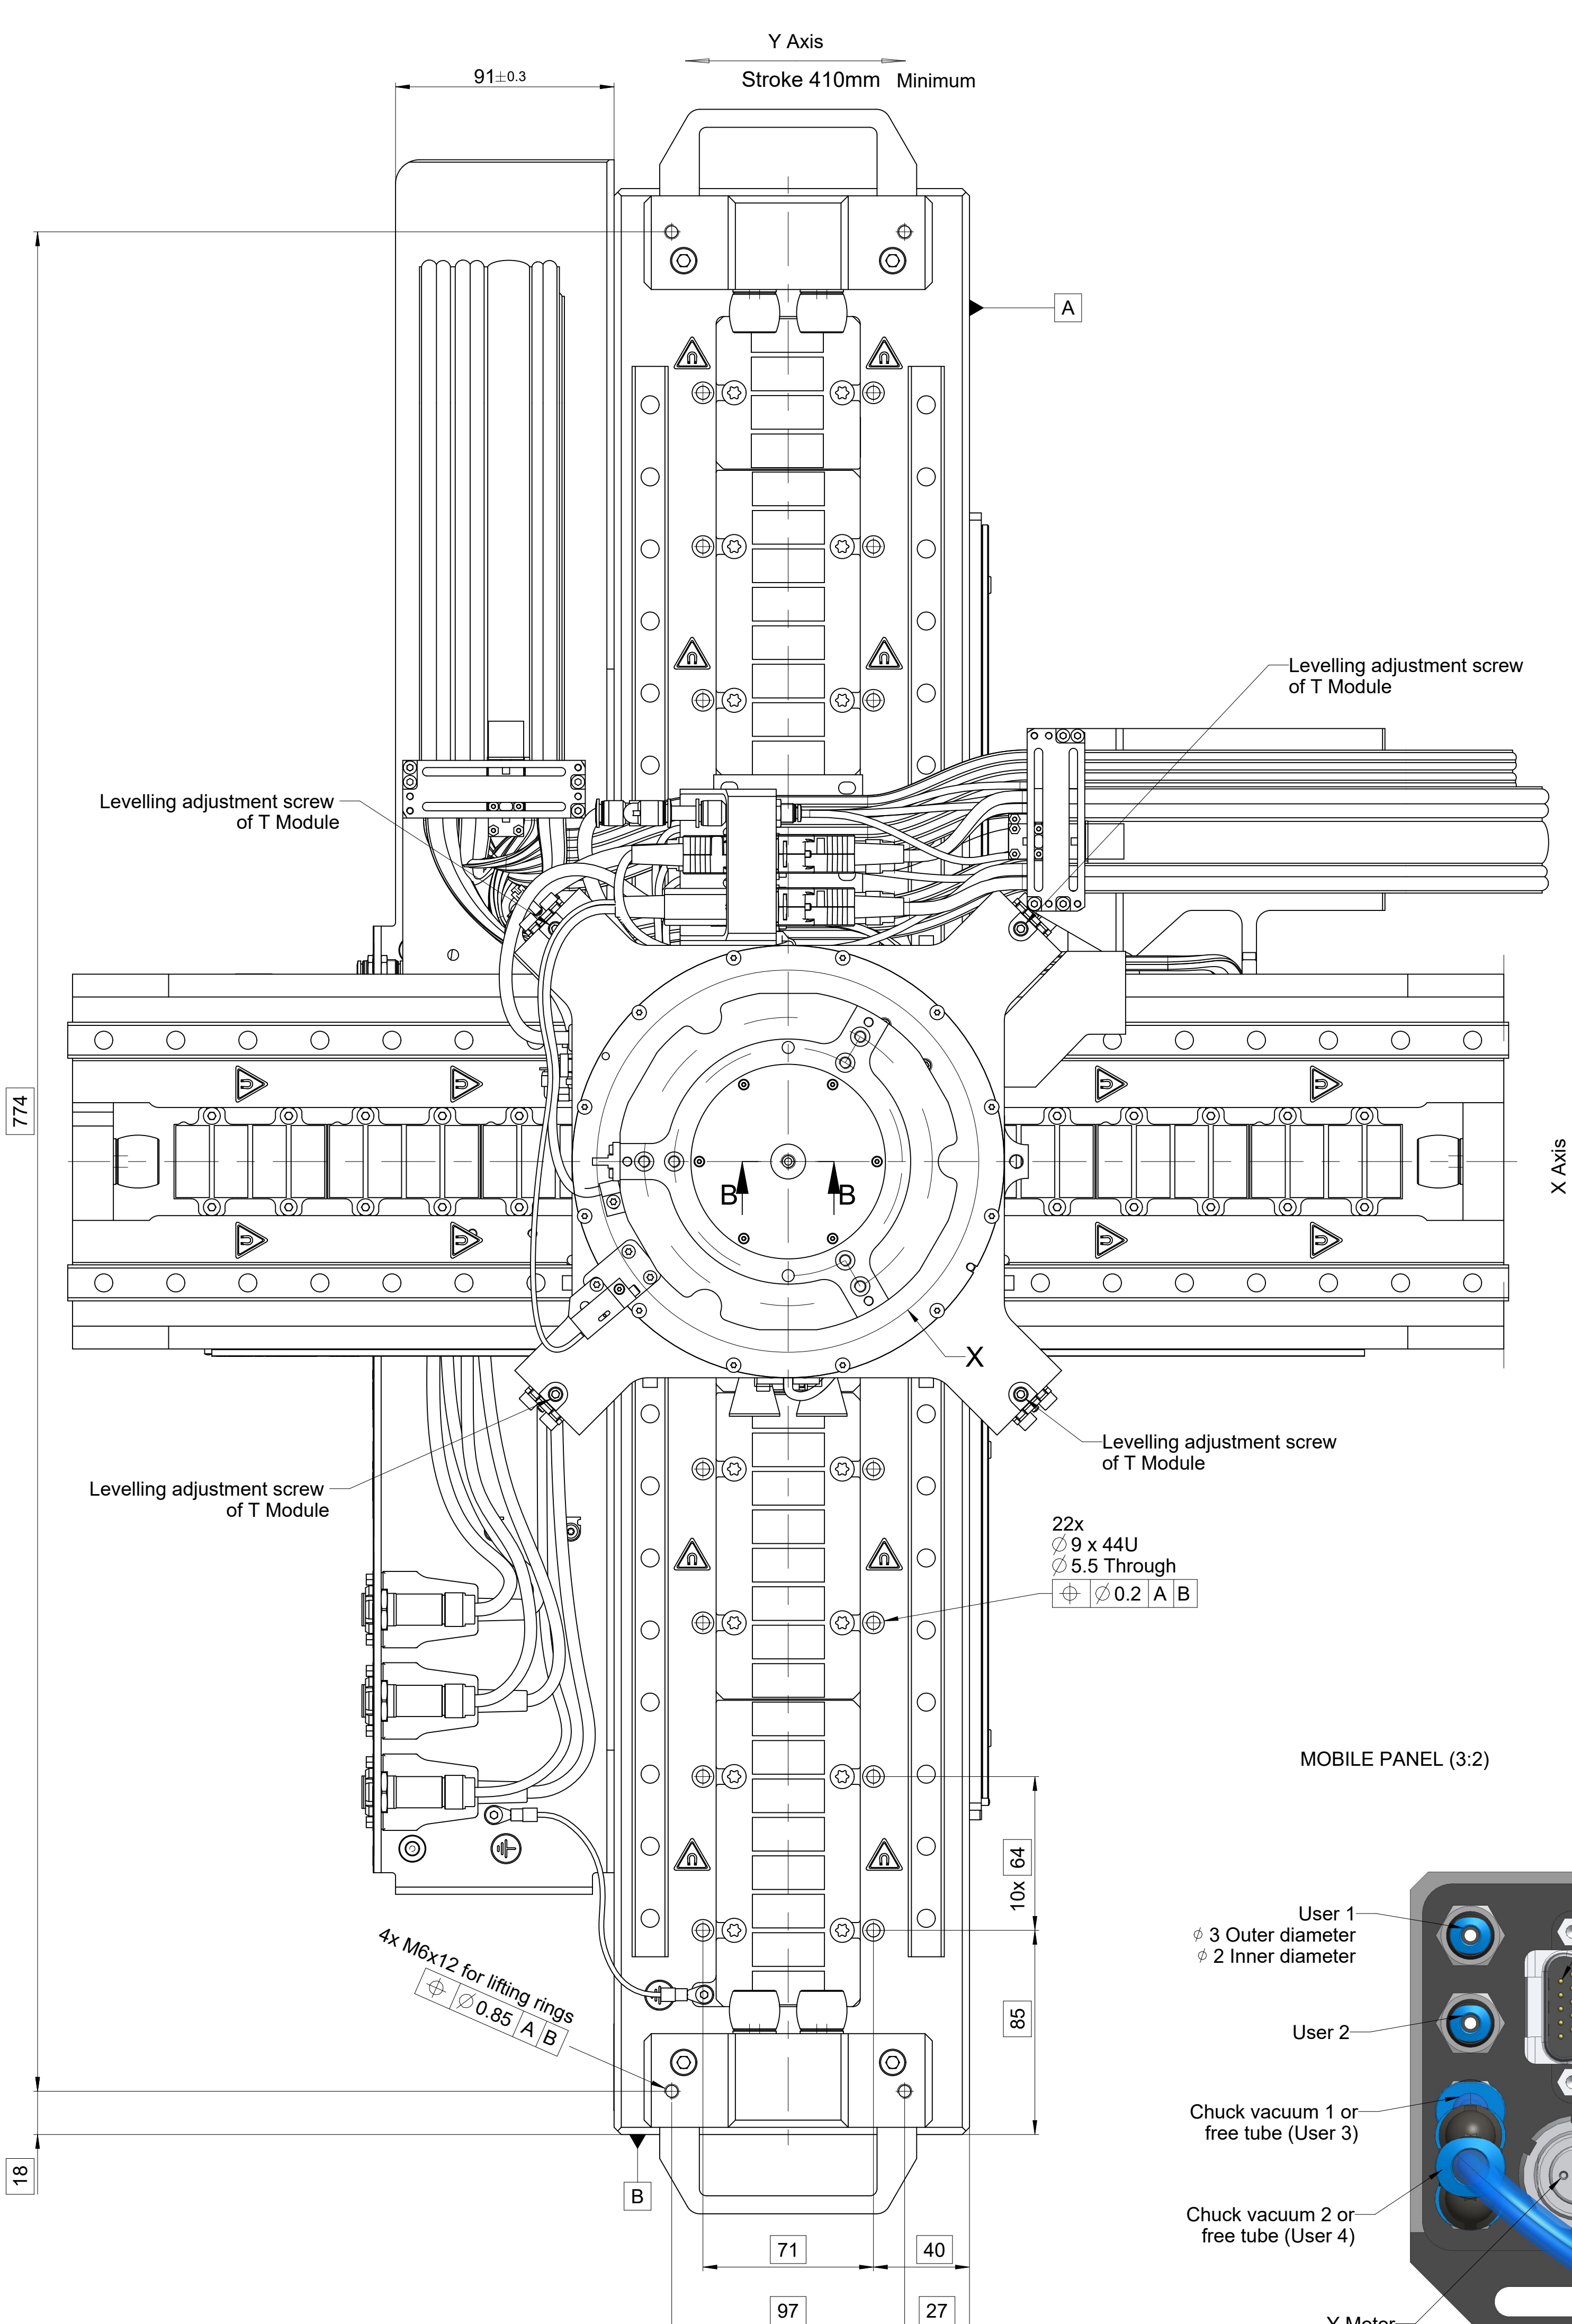 Y Axis
Stroke 410mm Minimum
91±0.3
A
Levelling adjustment screw
of T Module
Levelling adjustment screw
of T Module
774
X Axis
B B
X
Levelling adjustment screw
of T Module
Levelling adjustment screw
of T Module
22x
∅ 9 x 44U
∅ 5.5 Through
⌖ ∅ 0.2 A B
MOBILE PANEL (3:2)
10x 64
User 1
∅ 3 Outer diameter
∅ 2 Inner diameter
4x M6x12 for lifting rings
⌖ ∅ 0.85 A B
85
User 2
Chuck vacuum 1 or
free tube (User 3)
18
B
Chuck vacuum 2 or
free tube (User 4)
71
40
97
27